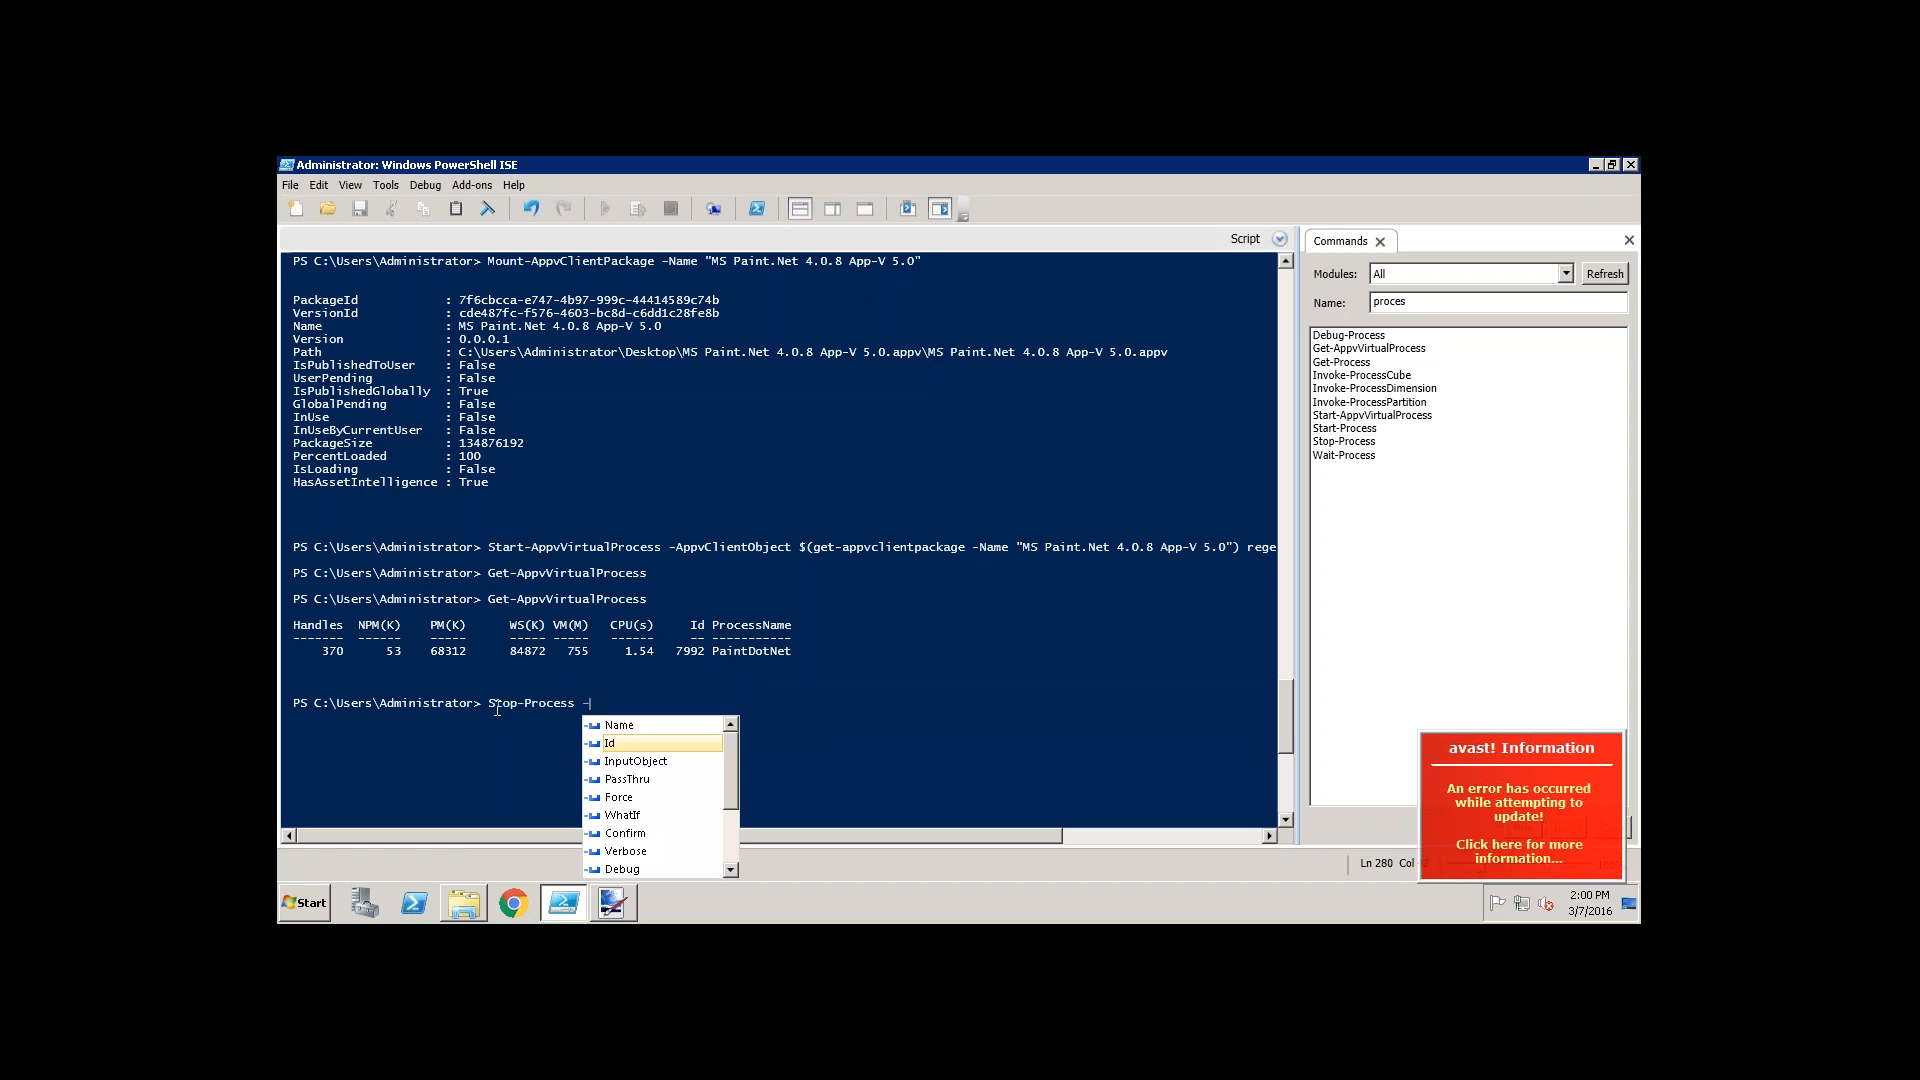 Administrator: Windows PowerShell ISE
File Edit View Tools Debug Add-ons Help
Script
PS C:\Users\Administrator> Mount-AppvClientPackage -Name "MS Paint.Net 4.0.8 App-V 5.0"
PackageId : 7f6cbcca-e747-4b97-999c-44414589c74b
VersionId : cde487fc-f576-4603-bc8d-c6dd1c28fe8b
Name : MS Paint.Net 4.0.8 App-V 5.0
Version : 0.0.0.1
Path : C:\Users\Administrator\Desktop\MS Paint.Net 4.0.8 App-V 5.0.appv\MS Paint.Net 4.0.8 App-V 5.0.appv
IsPublishedToUser : False
UserPending : False
IsPublishedGlobally : True
GlobalPending : False
InUse : False
InUseByCurrentUser : False
PackageSize : 134876192
PercentLoaded : 100
IsLoading : False
HasAssetIntelligence : True
PS C:\Users\Administrator> Start-AppvVirtualProcess -AppvClientObject $(get-appvclientpackage -Name "MS Paint.Net 4.0.8 App-V 5.0") rege
PS C:\Users\Administrator> Get-AppvVirtualProcess
PS C:\Users\Administrator> Get-AppvVirtualProcess
Handles NPM(K) PM(K) WS(K) VM(M) CPU(s) Id ProcessName
------- ------ ----- ----- ----- ------ -- -----------
370 53 68312 84872 755 1.54 7992 PaintDotNet
PS C:\Users\Administrator> Stop-Process -
Name
Id
InputObject
PassThru
Force
WhatIf
Confirm
Verbose
Debug
Commands
Modules: All Refresh
Name: proces
Debug-Process
Get-AppvVirtualProcess
Get-Process
Invoke-ProcessCube
Invoke-ProcessDimension
Invoke-ProcessPartition
Start-AppvVirtualProcess
Start-Process
Stop-Process
Wait-Process
avast! Information
An error has occurred
while attempting to
update!
Click here for more
information...
Ln 280 Col
Start
2:00 PM
3/7/2016